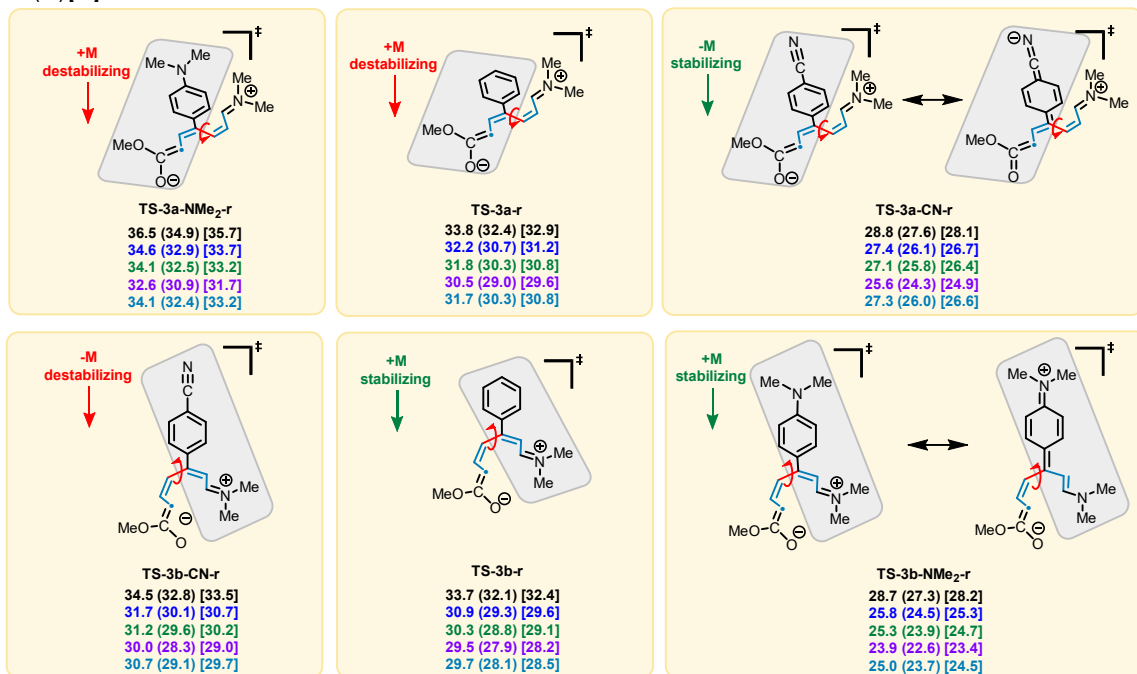 +M
destabilizing
‡
Me
N
Me
Me
N
⊕
Me
MeO
C
O⊖
TS-3a-NMe₂-r
36.5 (34.9) [35.7]
34.6 (32.9) [33.7]
34.1 (32.5) [33.2]
32.6 (30.9) [31.7]
34.1 (32.4) [33.2]
+M
destabilizing
‡
Me
⊕
N
Me
MeO
C
O⊖
TS-3a-r
33.8 (32.4) [32.9]
32.2 (30.7) [31.2]
31.8 (30.3) [30.8]
30.5 (29.0) [29.6]
31.7 (30.3) [30.8]
-M
stabilizing
‡
N
C
Me
⊕
N
Me
MeO
C
O⊖
‡
⊖
N
C
Me
⊕
N
Me
MeO
C
O
TS-3a-CN-r
28.8 (27.6) [28.1]
27.4 (26.1) [26.7]
27.1 (25.8) [26.4]
25.6 (24.3) [24.9]
27.3 (26.0) [26.6]
-M
destabilizing
‡
N
C
⊕
N
Me
Me
MeO
C
⊖
O
TS-3b-CN-r
34.5 (32.8) [33.5]
31.7 (30.1) [30.7]
31.2 (29.6) [30.2]
30.0 (28.3) [29.0]
30.7 (29.1) [29.7]
+M
stabilizing
‡
⊕
N
Me
Me
MeO
C
O⊖
TS-3b-r
33.7 (32.1) [32.4]
30.9 (29.3) [29.6]
30.3 (28.8) [29.1]
29.5 (27.9) [28.2]
29.7 (28.1) [28.5]
+M
stabilizing
‡
Me
N
Me
⊕
N
Me
Me
MeO
C
O⊖
‡
⊕
Me
N
Me
N
Me
Me
MeO
C
O⊖
TS-3b-NMe₂-r
28.7 (27.3) [28.2]
25.8 (24.5) [25.3]
25.3 (23.9) [24.7]
23.9 (22.6) [23.4]
25.0 (23.7) [24.5]